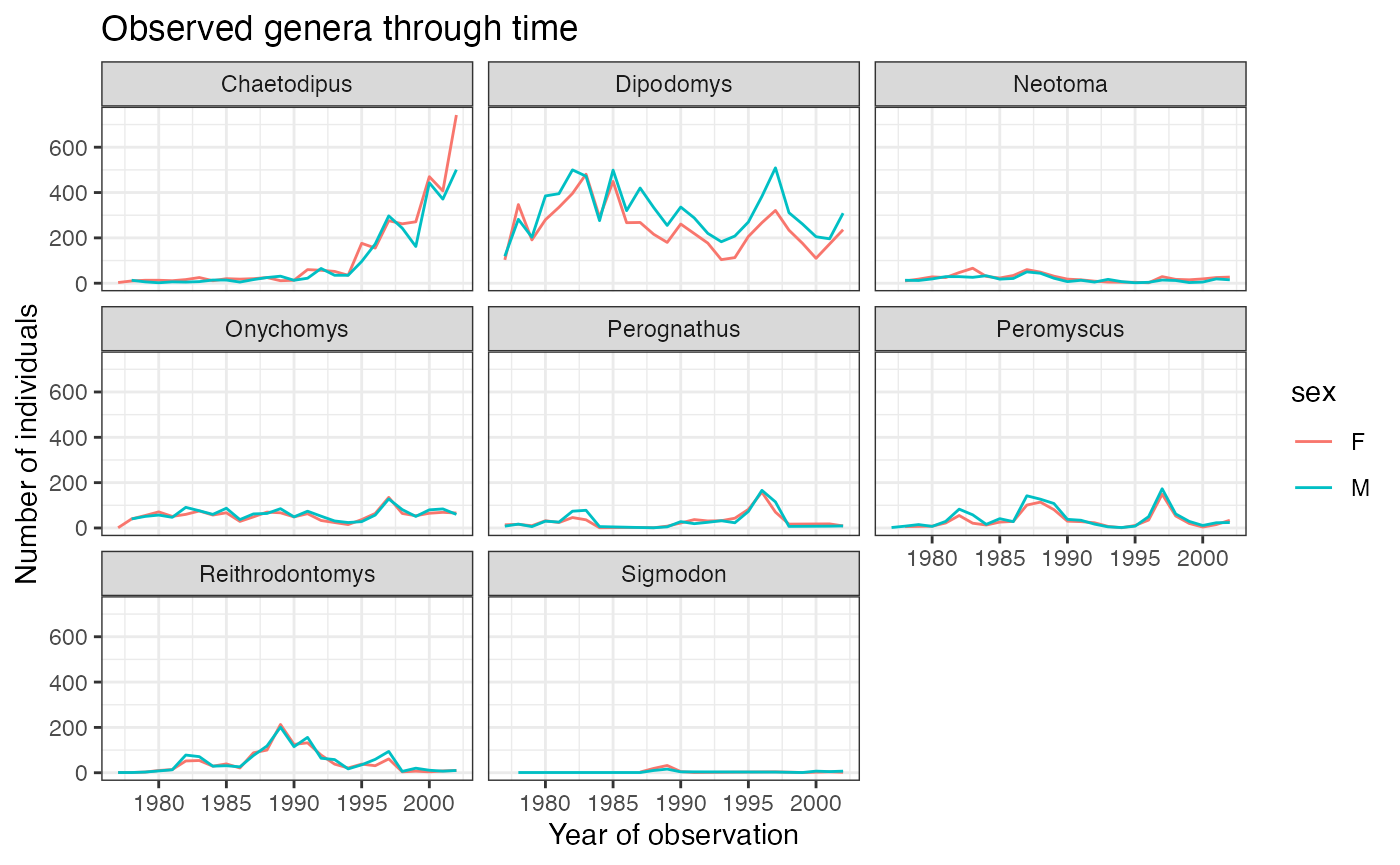 Observed genera through time
Chaetodipus Dipodomys Neotoma
600
400
200
0
Onychomys Perognathus Peromyscus
600
400
200
0
1980 1985 1990 1995 2000
Reithrodontomys Sigmodon
600
400
200
0
1980 1985 1990 1995 2000 1980 1985 1990 1995 2000
Year of observation
Number of individuals
sex
F
M